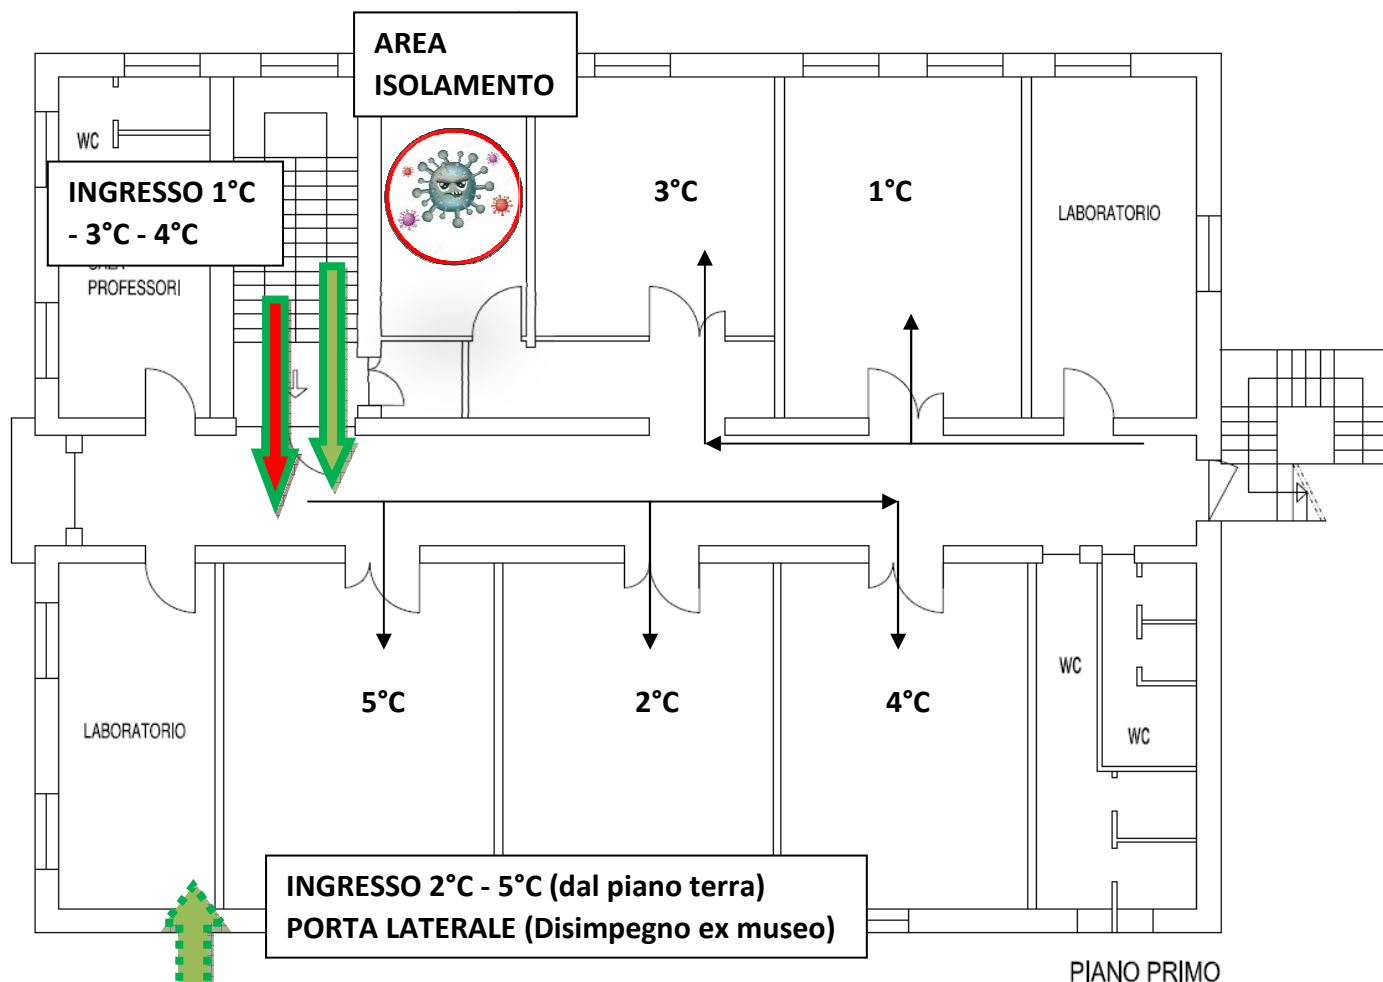 AREA
ISOLAMENTO
WC
INGRESSO 1°C
- 3°C - 4°C
PROFESSORI
3°C
1°C
LABORATORIO
5°C
2°C
4°C
LABORATORIO
WC
WC
INGRESSO 2°C - 5°C (dal piano terra)
PORTA LATERALE (Disimpegno ex museo)
PIANO PRIMO